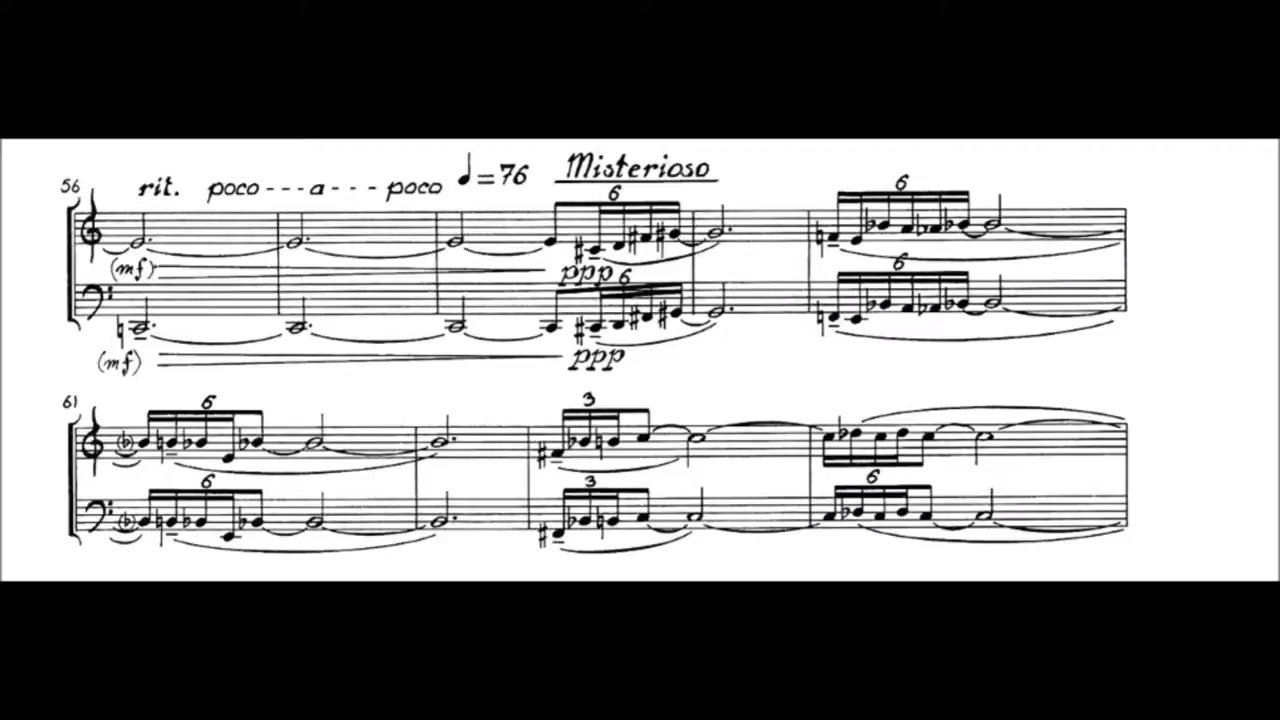 56 rit. poco - - - a - - - poco ♩=76 Misterioso
6 6
(mf) ppp 6 6
(mf) ppp
61 6 3
6 3 6